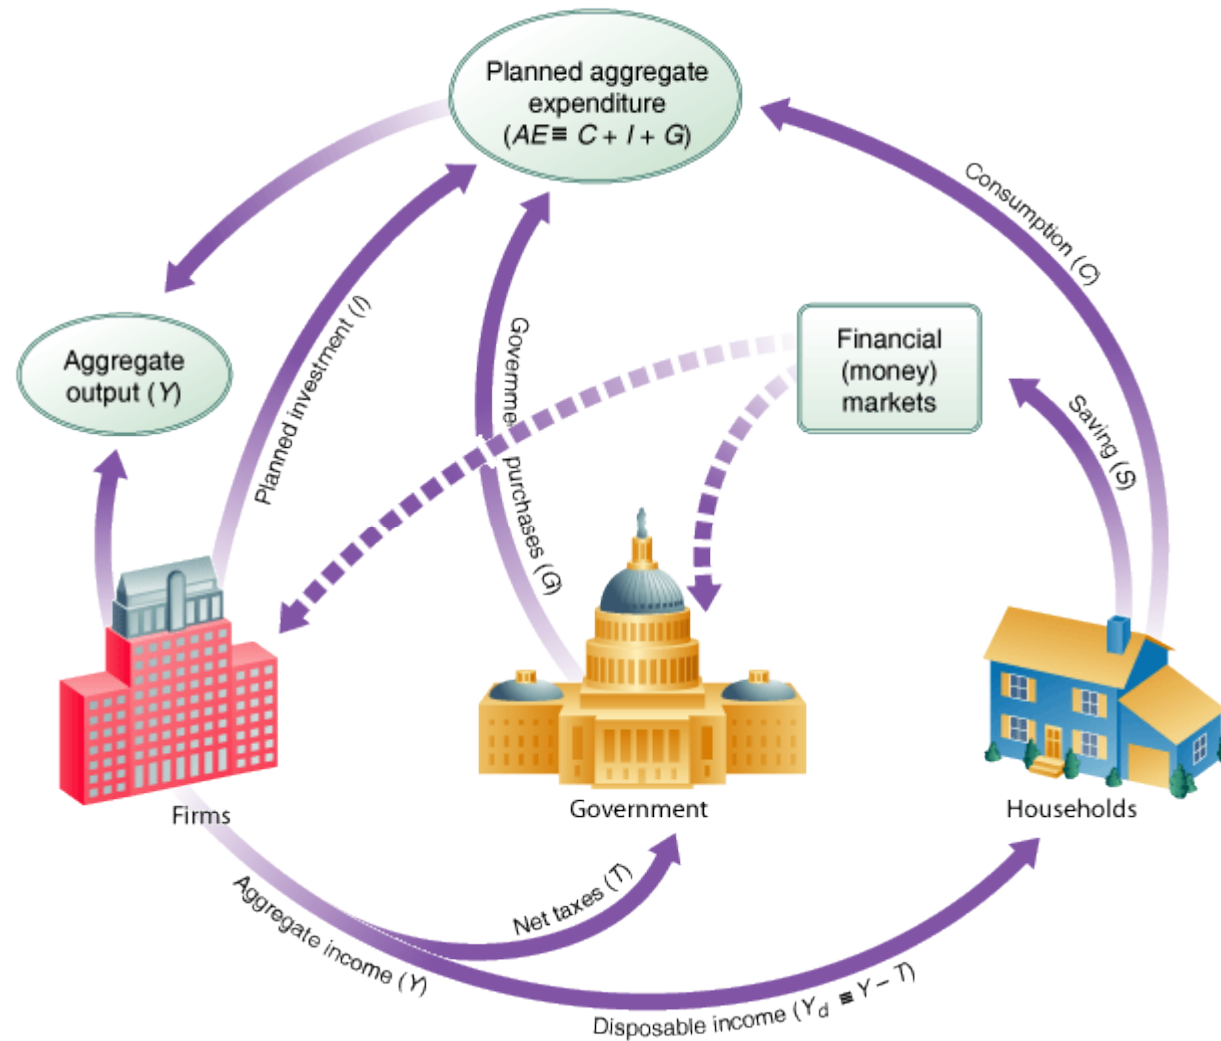 Planned aggregate
expenditure
(AE ≡ C + I + G)
Consumption (C)
Aggregate
output (Y)
Planned investment (I)
Government purchases (G)
Financial
(money)
markets
Saving (S)
Firms
Government
Households
Aggregate income (Y)
Net taxes (T)
Disposable income (Yd ≡ Y – T)